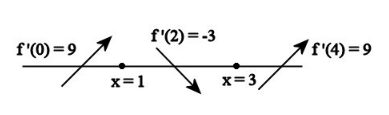 f'(0) = 9
f'(2) = -3
f'(4) = 9
x = 1
x = 3